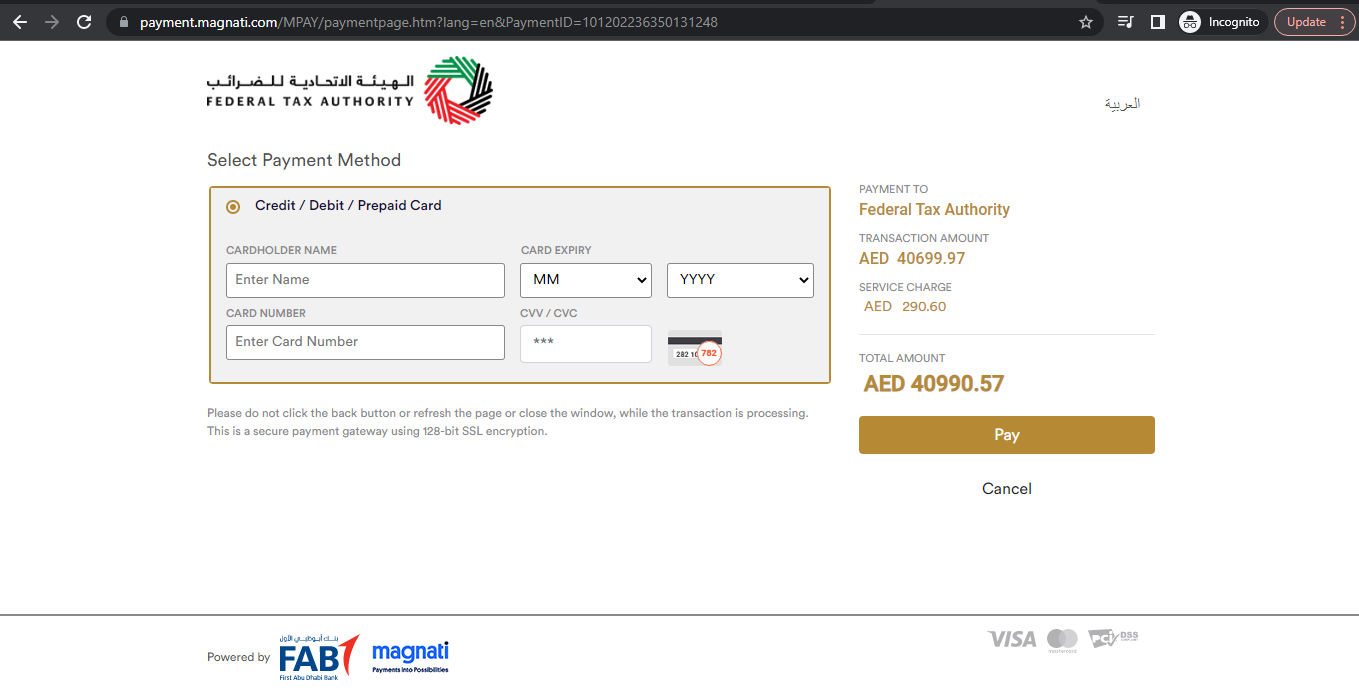 payment.magnati.com/MPAY/paymentpage.htm?lang=en&PaymentID=101202236350131248
Incognito
Update
الهيئة الاتحادية للضرائب
FEDERAL TAX AUTHORITY
العربية
Select Payment Method
Credit / Debit / Prepaid Card
CARDHOLDER NAME
CARD EXPIRY
Enter Name
MM
YYYY
CARD NUMBER
CVV / CVC
Enter Card Number
***
282 10
782
Please do not click the back button or refresh the page or close the window, while the transaction is processing.
This is a secure payment gateway using 128-bit SSL encryption.
PAYMENT TO
Federal Tax Authority
TRANSACTION AMOUNT
AED 40699.97
SERVICE CHARGE
AED 290.60
TOTAL AMOUNT
AED 40990.57
Pay
Cancel
Powered by
بنك أبوظبي الأول
FAB
First Abu Dhabi Bank
magnati
Payments into Possibilities
VISA
mastercard
PCI DSS
COMPLIANT